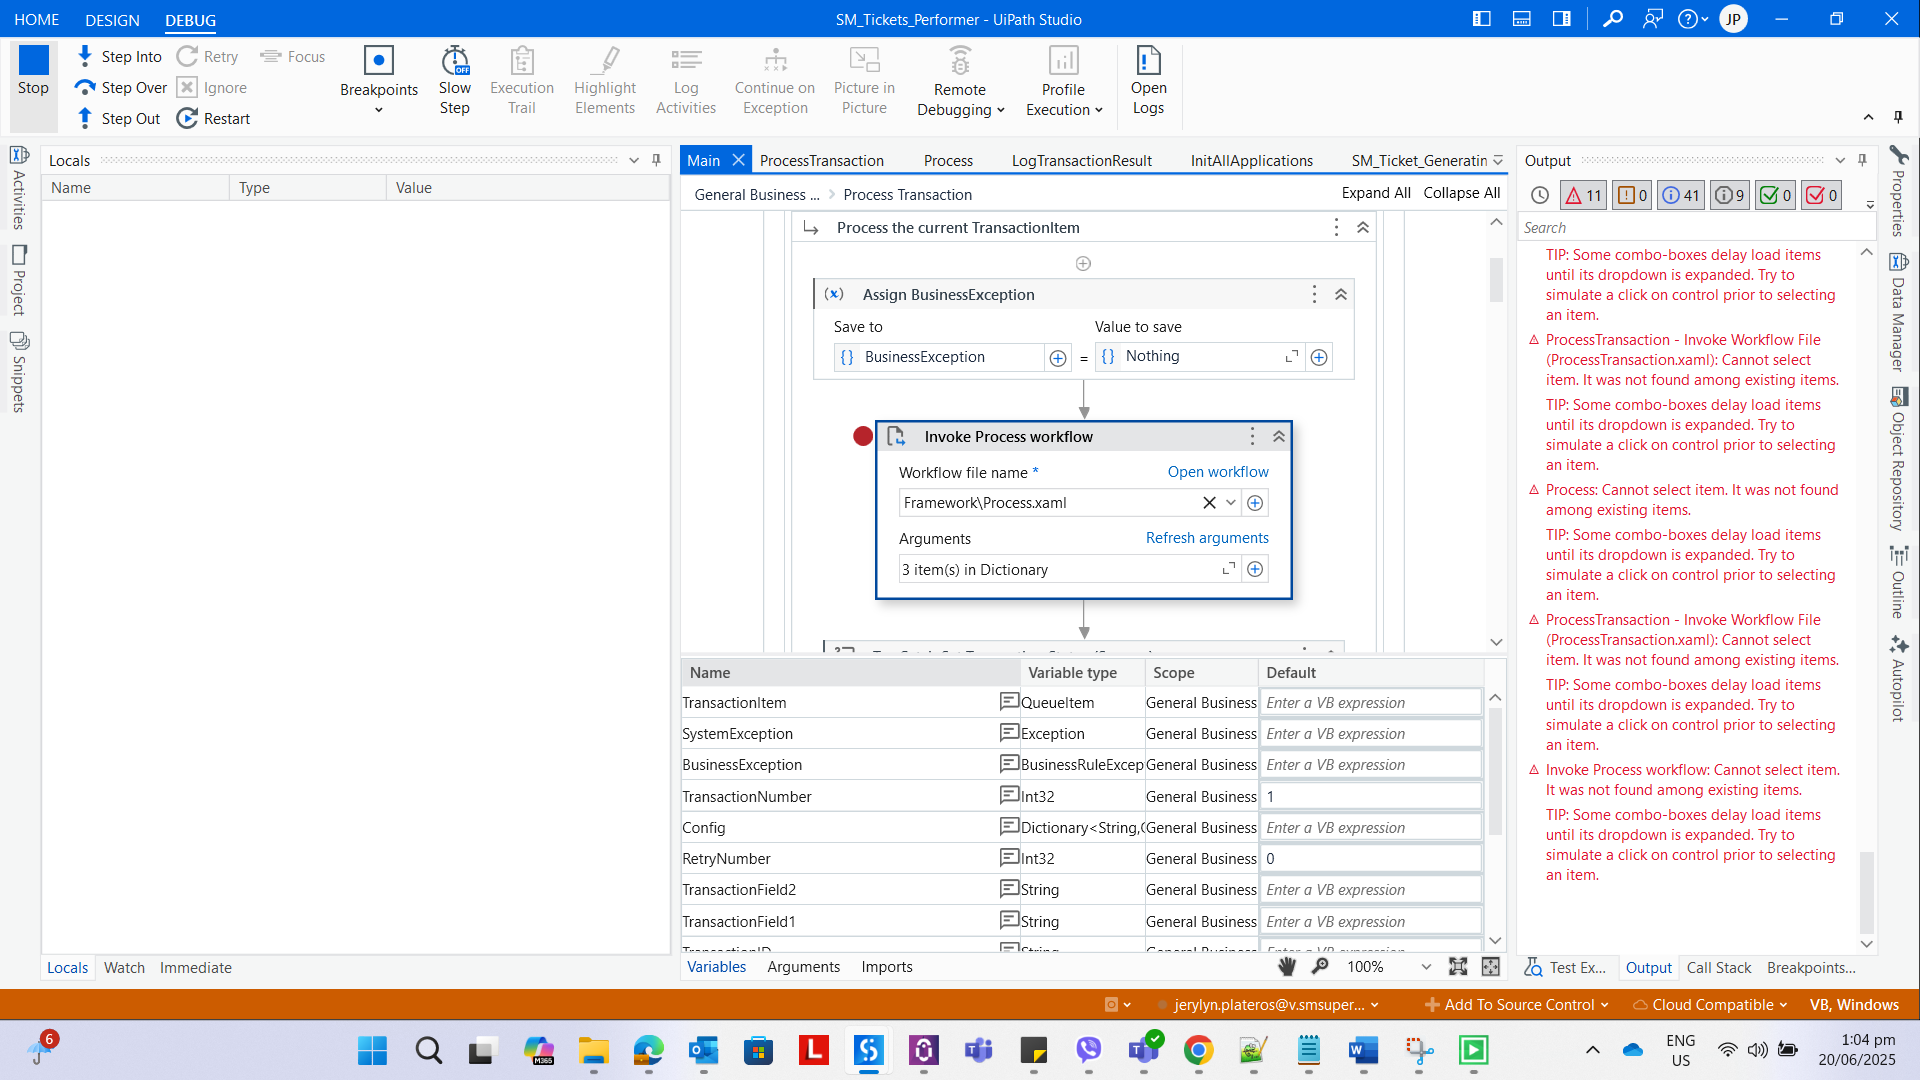 HOME DESIGN DEBUG
SM_Tickets_Performer - UiPath Studio
JP
Stop
Step Into
Step Over
Step Out
Retry
Ignore
Restart
Focus
Breakpoints
Slow Step
OFF
Execution Trail
Highlight Elements
Log Activities
Continue on Exception
Picture in Picture
Remote Debugging
Profile Execution
Open Logs
Activities
Project
Snippets
Locals
Name Type Value
Locals Watch Immediate
Main ProcessTransaction Process LogTransactionResult InitAllApplications SM_Ticket_Generatin
General Business ... > Process Transaction
Expand All Collapse All
Process the current TransactionItem
Assign BusinessException
Save to Value to save
BusinessException = Nothing
Invoke Process workflow
Workflow file name * Open workflow
Framework\Process.xaml
Arguments Refresh arguments
3 item(s) in Dictionary
Name Variable type Scope Default
TransactionItem QueueItem General Business Enter a VB expression
SystemException Exception General Business Enter a VB expression
BusinessException BusinessRuleExcep General Business Enter a VB expression
TransactionNumber Int32 General Business 1
Config Dictionary<String,O General Business Enter a VB expression
RetryNumber Int32 General Business 0
TransactionField2 String General Business Enter a VB expression
TransactionField1 String General Business Enter a VB expression
Variables Arguments Imports
100%
Output
11 0 41 9 0 0
Search
TIP: Some combo-boxes delay load items
until its dropdown is expanded. Try to
simulate a click on control prior to selecting
an item.
ProcessTransaction - Invoke Workflow File
(ProcessTransaction.xaml): Cannot select
item. It was not found among existing items.
TIP: Some combo-boxes delay load items
until its dropdown is expanded. Try to
simulate a click on control prior to selecting
an item.
Process: Cannot select item. It was not found
among existing items.
TIP: Some combo-boxes delay load items
until its dropdown is expanded. Try to
simulate a click on control prior to selecting
an item.
ProcessTransaction - Invoke Workflow File
(ProcessTransaction.xaml): Cannot select
item. It was not found among existing items.
TIP: Some combo-boxes delay load items
until its dropdown is expanded. Try to
simulate a click on control prior to selecting
an item.
Invoke Process workflow: Cannot select item.
It was not found among existing items.
TIP: Some combo-boxes delay load items
until its dropdown is expanded. Try to
simulate a click on control prior to selecting
an item.
Test Ex... Output Call Stack Breakpoints...
Properties
Data Manager
Object Repository
Outline
Autopilot
jerylyn.plateros@v.smsuper...
Add To Source Control
Cloud Compatible
VB, Windows
6
M365
ENG
US
1:04 pm
20/06/2025